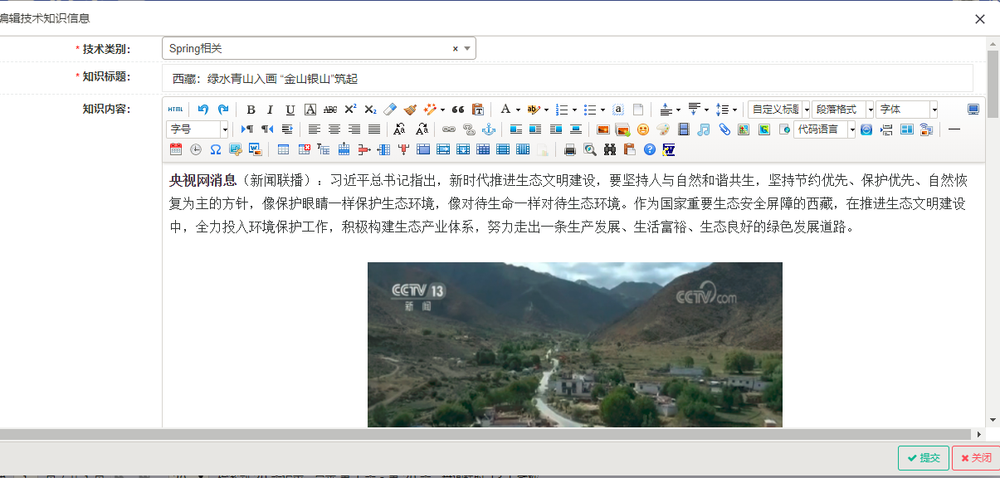 编辑技术知识信息
* 技术类别:
Spring相关
* 知识标题:
西藏：绿水青山入画 “金山银山”筑起
知识内容:
HTML
B I U A ABC X² X₂
自定义标题 段落格式 字体
字号
代码语言
央视网消息（新闻联播）：习近平总书记指出，新时代推进生态文明建设，要坚持人与自然和谐共生，坚持节约优先、保护优先、自然恢
复为主的方针，像保护眼睛一样保护生态环境，像对待生命一样对待生态环境。作为国家重要生态安全屏障的西藏，在推进生态文明建设
中，全力投入环境保护工作，积极构建生态产业体系，努力走出一条生产发展、生活富裕、生态良好的绿色发展道路。
CCTV 13
新闻
CCTV.com
提交
关闭